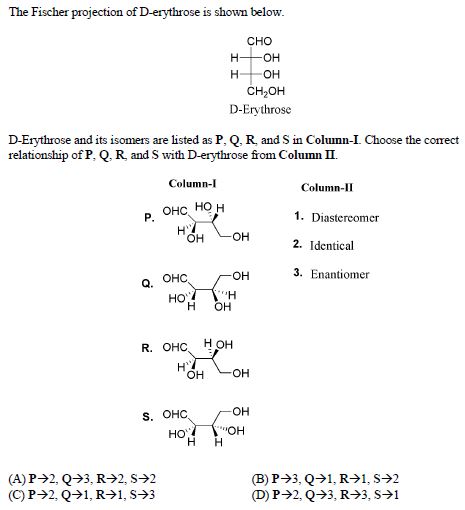 The Fischer projection of D-erythrose is shown below.
CHO
H OH
H OH
CH₂OH
D-Erythrose
D-Erythrose and its isomers are listed as P, Q, R, and S in Column-I. Choose the correct
relationship of P, Q, R, and S with D-erythrose from Column II.
Column-I Column-II
P. OHC HO H
H OH OH
1. Diastereomer
2. Identical
3. Enantiomer
Q. OHC OH
HO H H OH
R. OHC H OH
H OH OH
S. OHC OH
HO H H OH
(A) P→2, Q→3, R→2, S→2 (B) P→3, Q→1, R→1, S→2
(C) P→2, Q→1, R→1, S→3 (D) P→2, Q→3, R→3, S→1